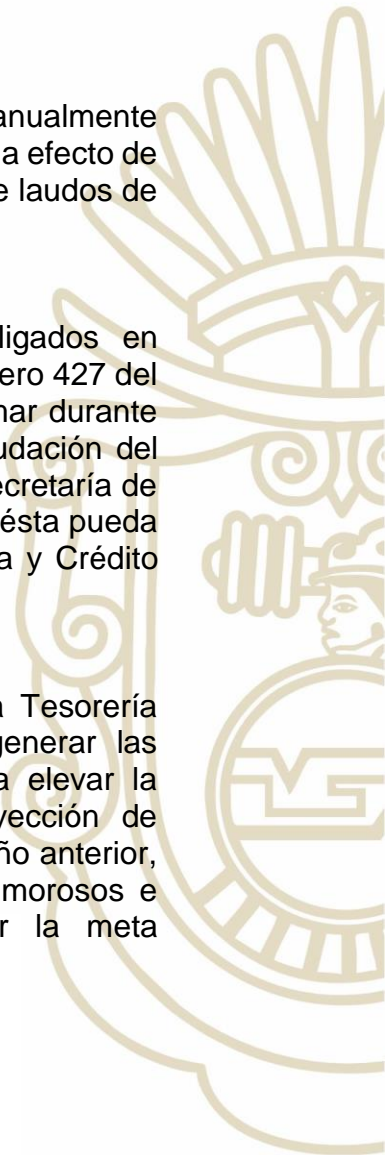 anualmente
a efecto de
e laudos de
ligados en
ero 427 del
nar durante
udación del
ecretaría de
ésta pueda
a y Crédito
a Tesorería
generar las
a elevar la
yección de
ño anterior,
morosos e
r la meta